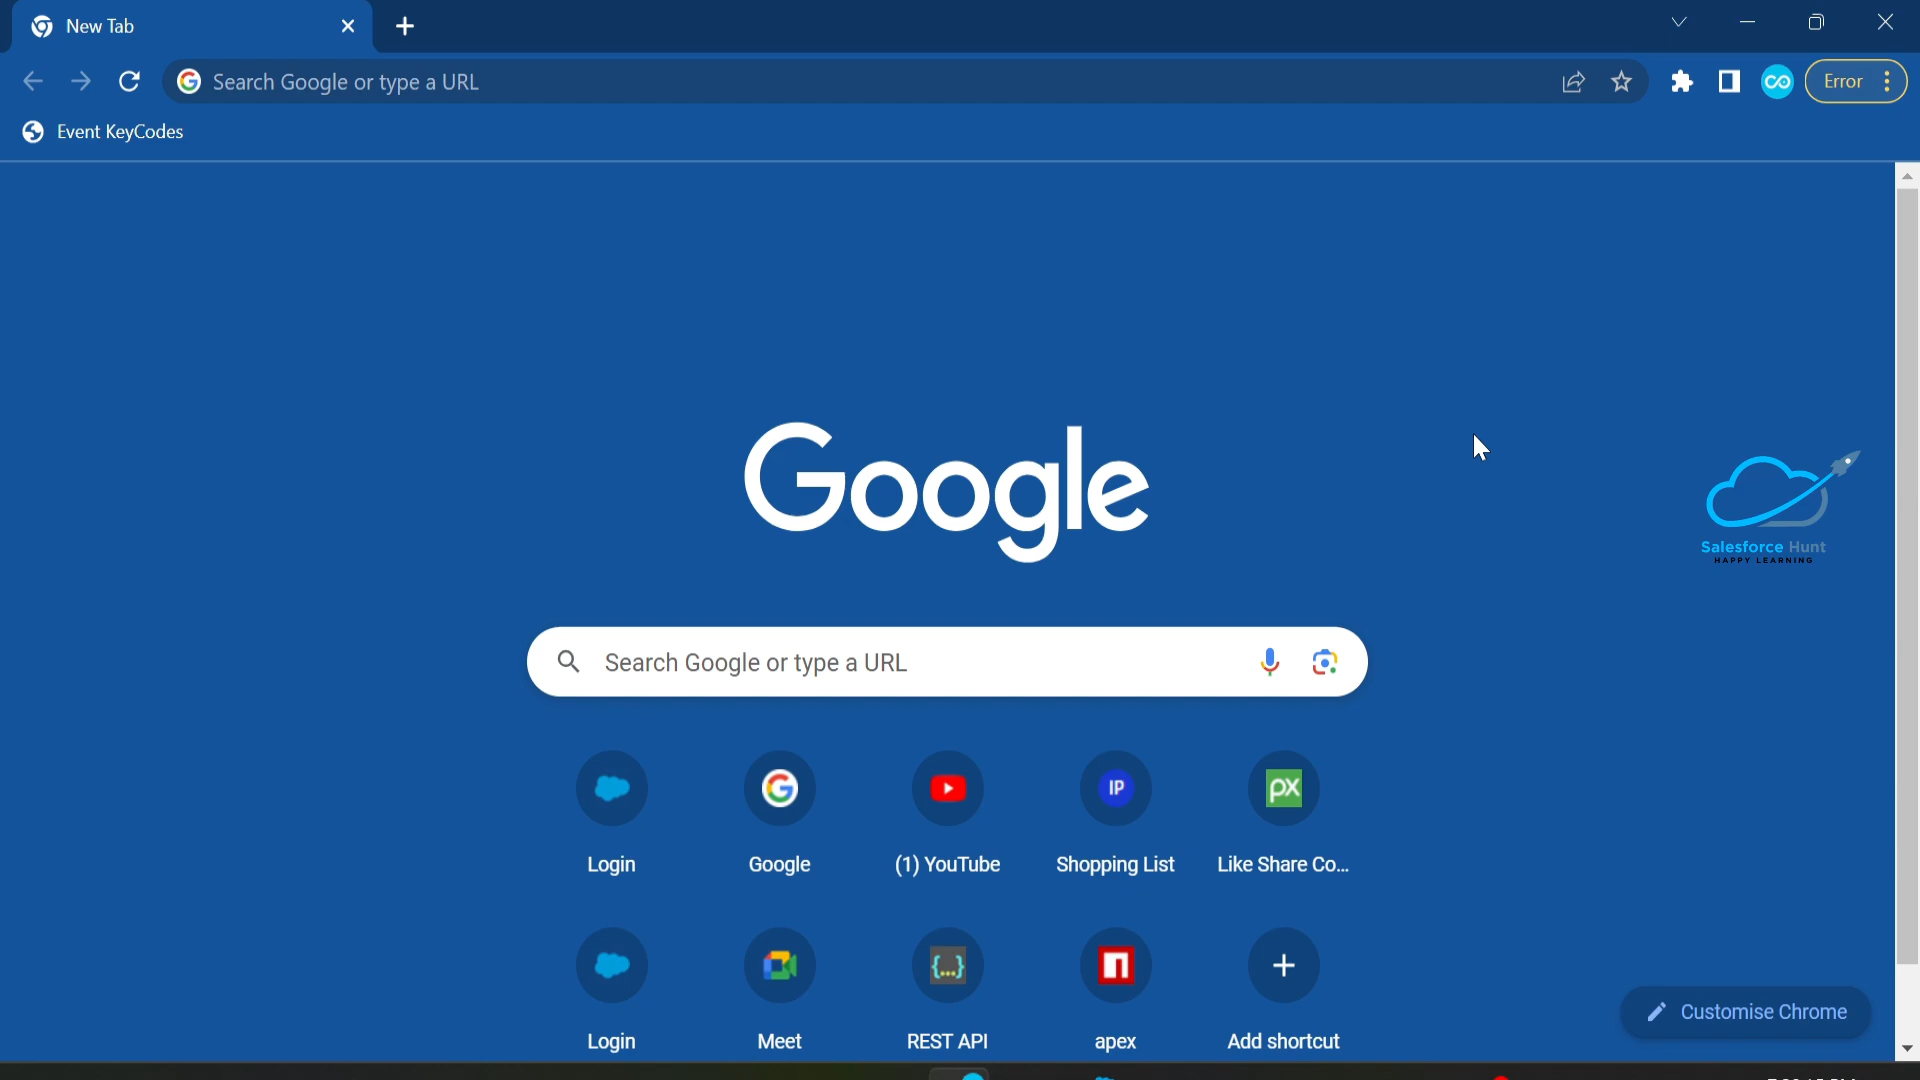 New Tab
Search Google or type a URL
Error
Event KeyCodes
Google
Salesforce Hunt
HAPPY LEARNING
Search Google or type a URL
IP
px
Login
Google
(1) YouTube
Shopping List
Like Share Co...
{...}
Login
Meet
REST API
apex
Add shortcut
Customise Chrome